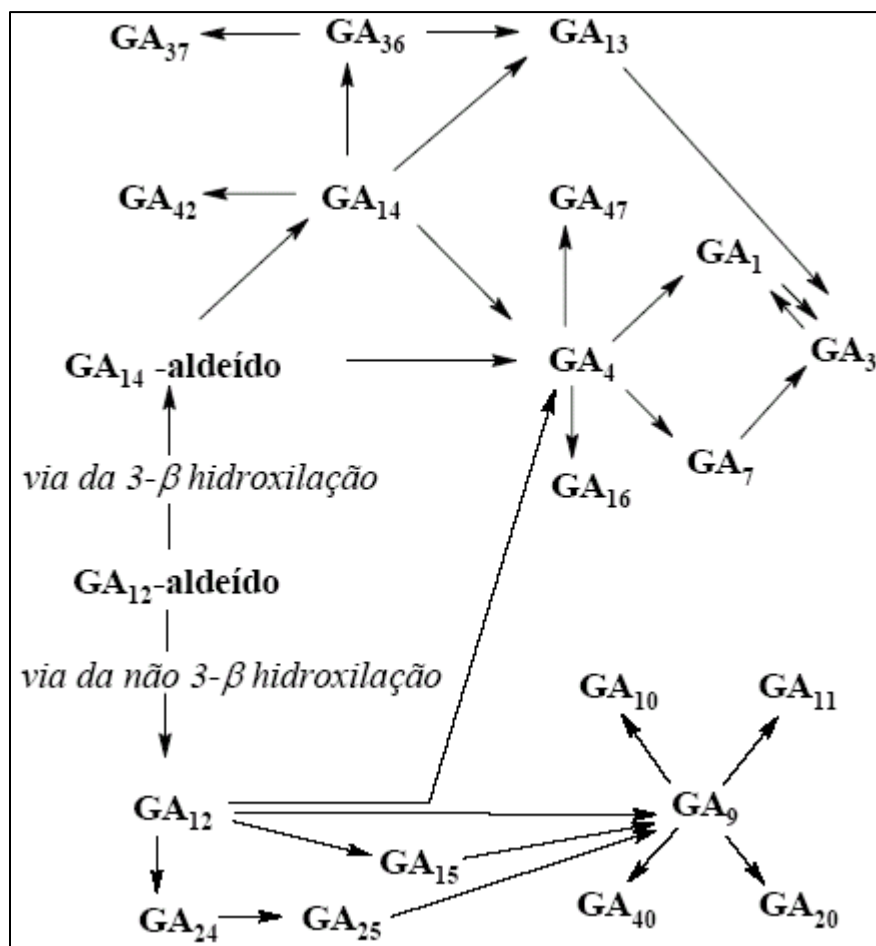 GA37 GA36 GA13
GA42 GA14 GA47
GA1
GA14 -aldeído GA4 GA3
GA7
via da 3-β hidroxilação GA16
GA12-aldeído
via da não 3-β hidroxilação
GA10 GA11
GA12 GA9
GA15
GA24 GA25 GA40 GA20